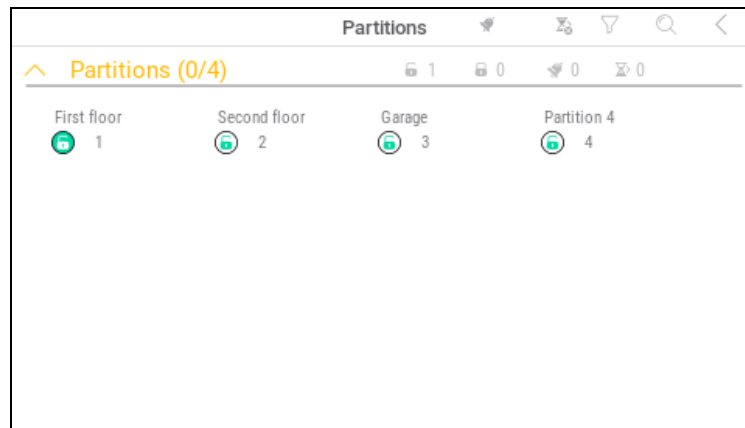 Partitions
Partitions (0/4) 1 0 0 0
First floor Second floor Garage Partition 4
1 2 3 4